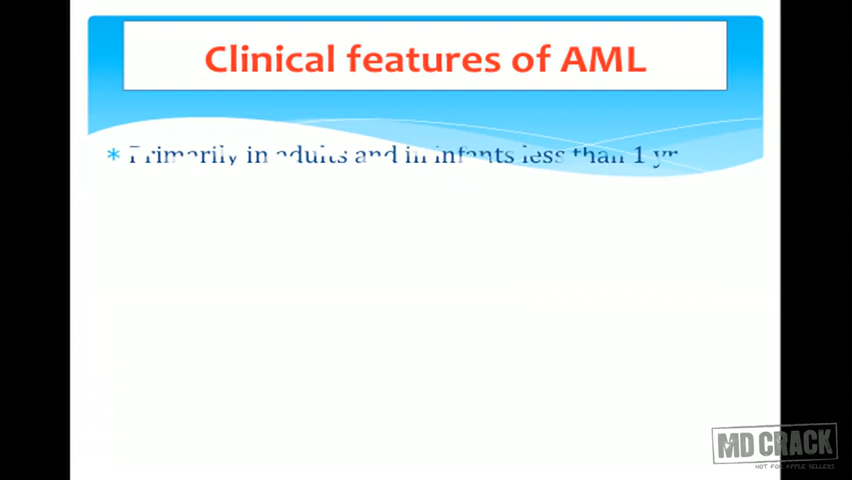 Clinical features of AML
* Primarily in adults and in infants less than 1 yr
MD CRACK
NOT FOR APPLE SELLERS